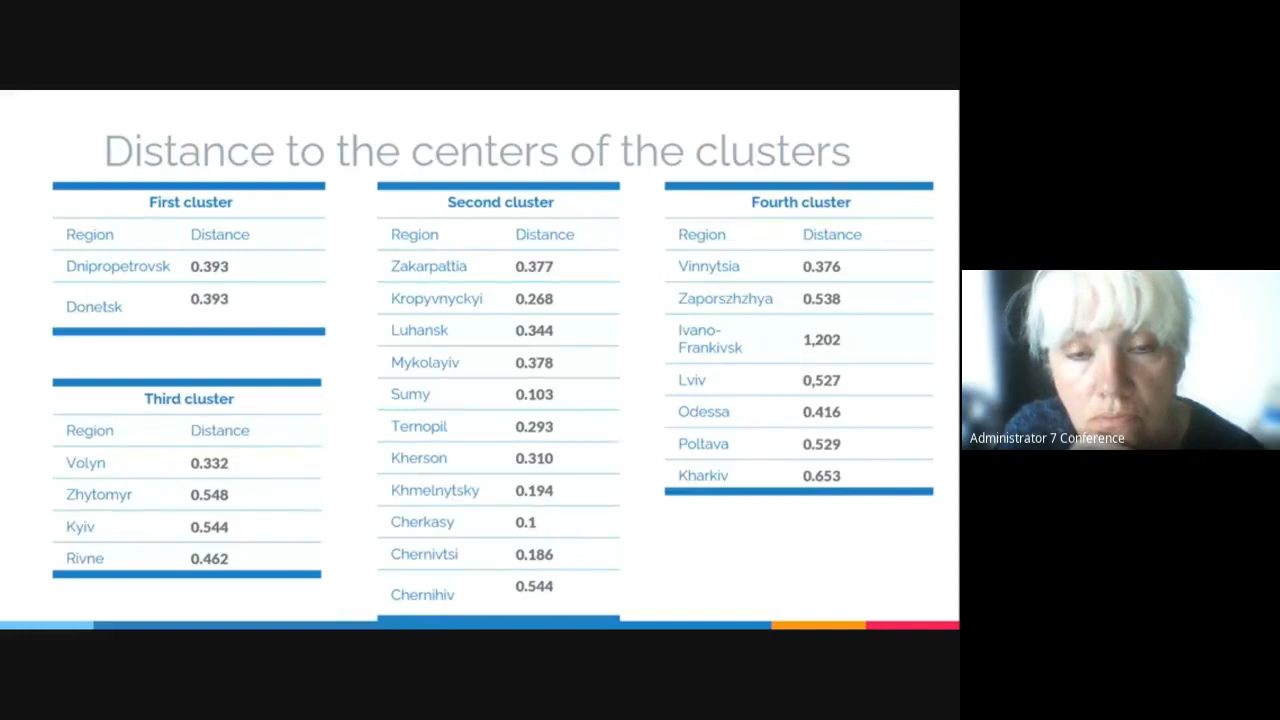 Distance to the centers of the clusters
First cluster
Region Distance
Dnipropetrovsk 0.393
Donetsk 0.393
Third cluster
Region Distance
Volyn 0.332
Zhytomyr 0.548
Kyiv 0.544
Rivne 0.462
Second cluster
Region Distance
Zakarpattia 0.377
Kropyvnyckyi 0.268
Luhansk 0.344
Mykolayiv 0.378
Sumy 0.103
Ternopil 0.293
Kherson 0.310
Khmelnytsky 0.194
Cherkasy 0.1
Chernivtsi 0.186
Chernihiv 0.544
Fourth cluster
Region Distance
Vinnytsia 0.376
Zaporszhzhya 0.538
Ivano-
Frankivsk 1,202
Lviv 0,527
Odessa 0.416
Poltava 0.529
Kharkiv 0.653
Administrator 7 Conference